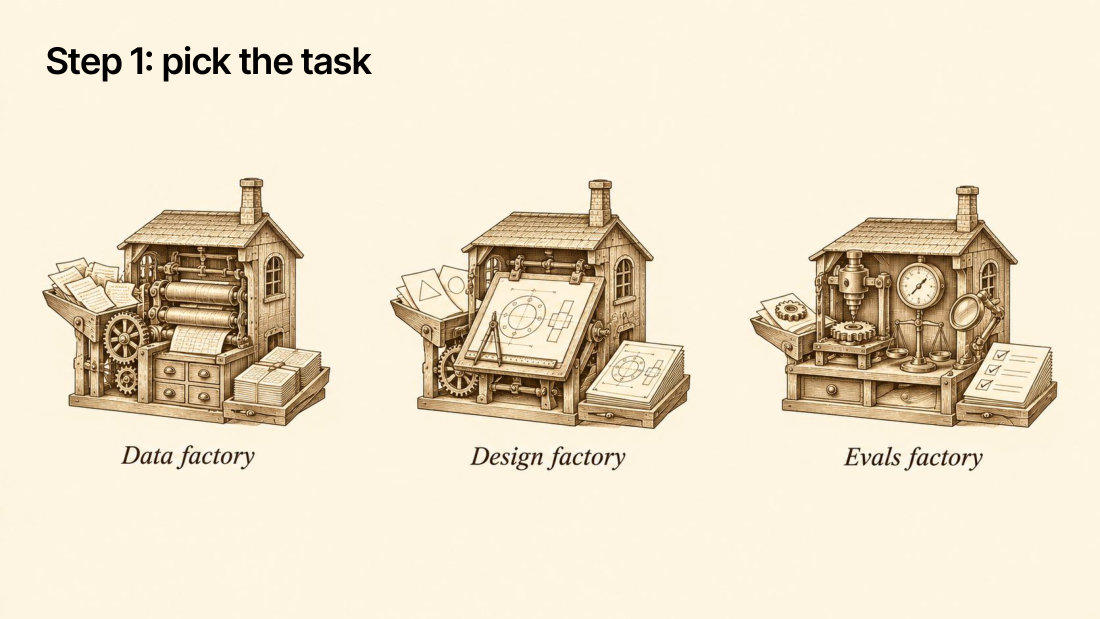 Step 1: pick the task
Data factory
Design factory
Evals factory